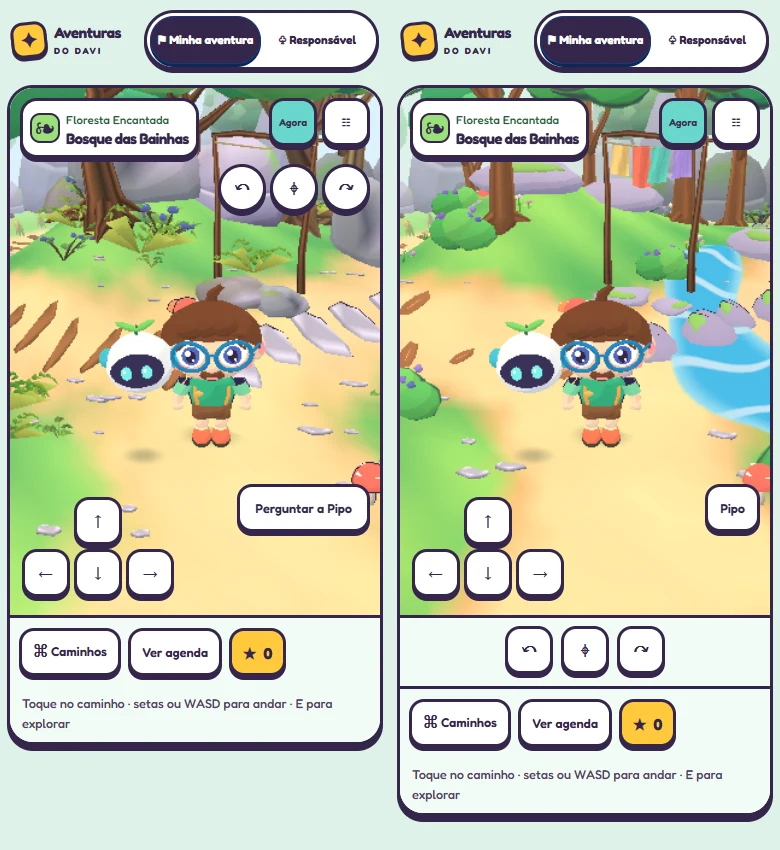 Aventuras
DO DAVI
Minha aventura
Responsável
Floresta Encantada
Bosque das Bainhas
Agora
Perguntar a Pipo
↑
← ↓ →
Caminhos
Ver agenda
★ 0
Toque no caminho · setas ou WASD para andar · E para
explorar
Aventuras
DO DAVI
Minha aventura
Responsável
Floresta Encantada
Bosque das Bainhas
Agora
Pipo
↑
← ↓ →
Caminhos
Ver agenda
★ 0
Toque no caminho · setas ou WASD para andar · E para
explorar